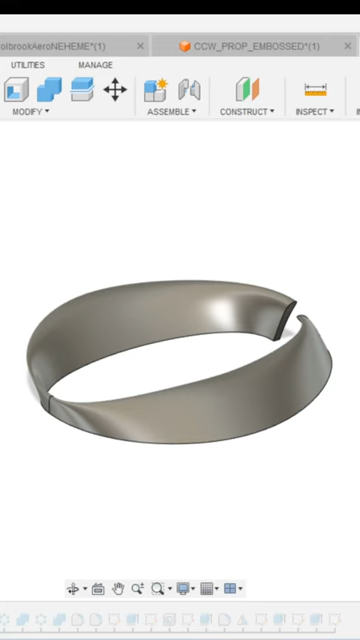 olbrookAeroNEHEME*(1) CCW_PROP_EMBOSSED*(1)
UTILITIES MANAGE
MODIFY ASSEMBLE CONSTRUCT INSPECT